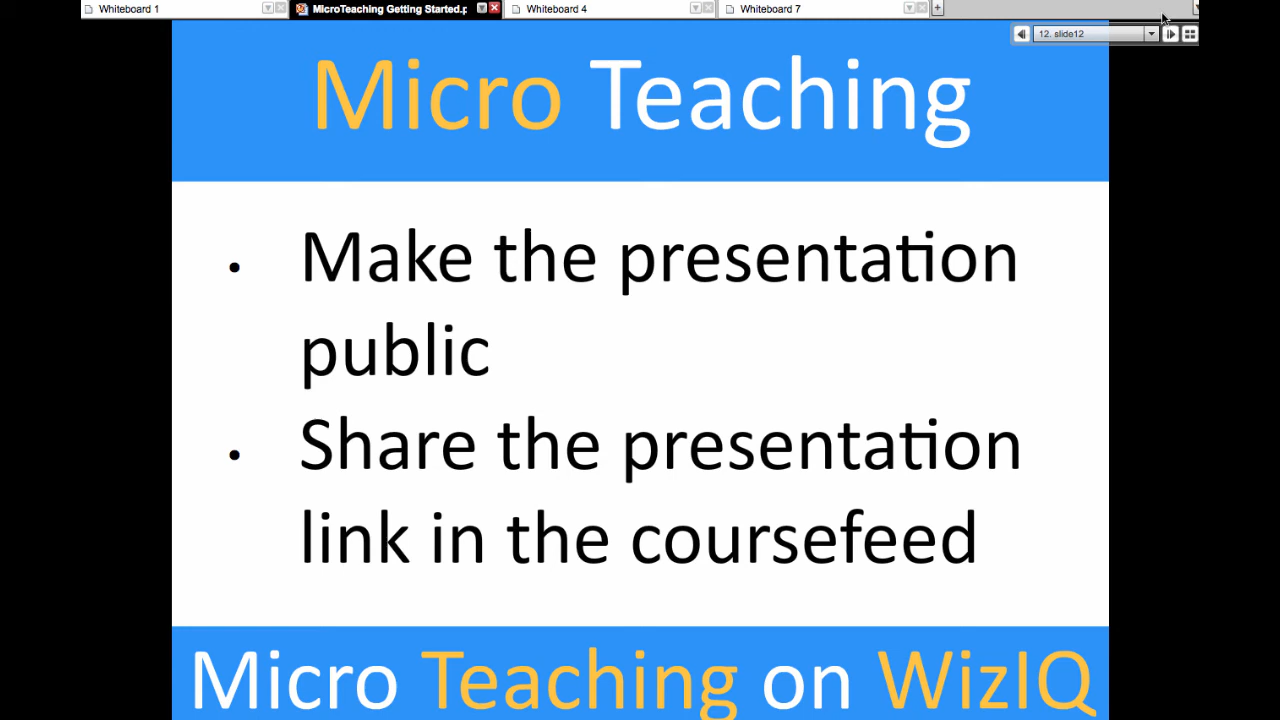 Whiteboard 1
MicroTeaching Getting Started.p
Whiteboard 4
Whiteboard 7
12. slide12
Micro Teaching
• Make the presentation
public
• Share the presentation
link in the coursefeed
Micro Teaching on WizIQ